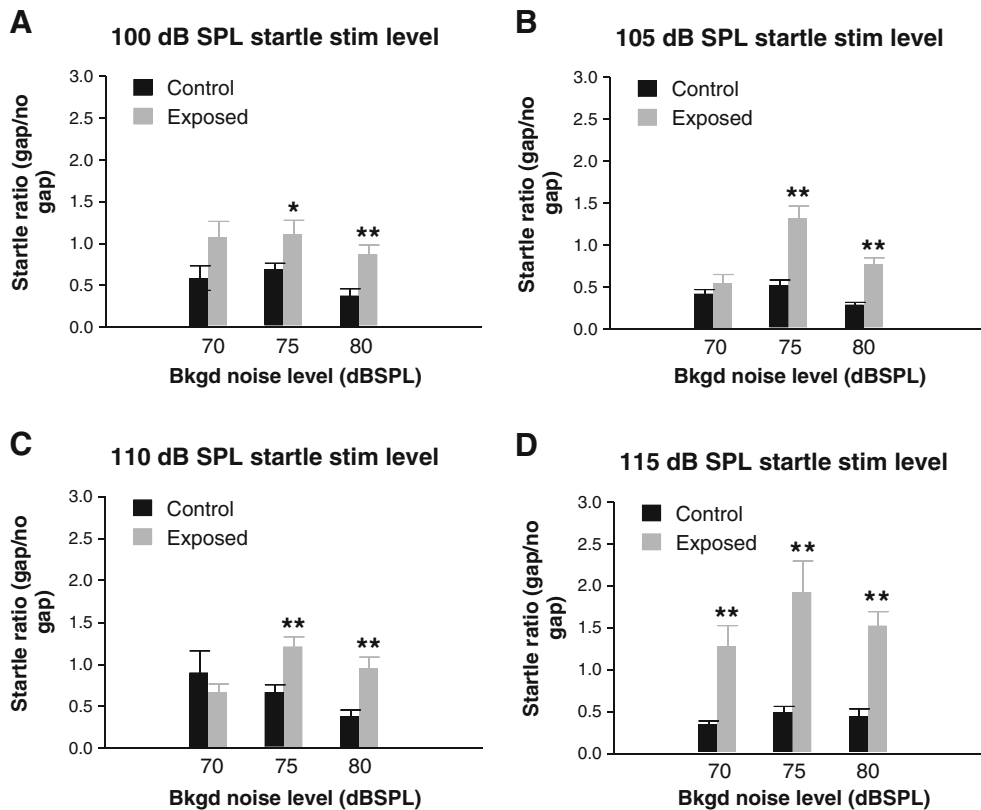 A
100 dB SPL startle stim level
Startle ratio (gap/no
gap)
3.0
2.5
2.0
1.5
1.0
0.5
0.0
Control
Exposed
*
**
70 75 80
Bkgd noise level (dBSPL)
B
105 dB SPL startle stim level
Startle ratio (gap/no
gap)
3.0
2.5
2.0
1.5
1.0
0.5
0.0
Control
Exposed
**
**
70 75 80
Bkgd noise level (dBSPL)
C
110 dB SPL startle stim level
Startle ratio (gap/no
gap)
3.0
2.5
2.0
1.5
1.0
0.5
0.0
Control
Exposed
**
**
70 75 80
Bkgd noise level (dBSPL)
D
115 dB SPL startle stim level
Startle ratio (gap/no
gap)
3.0
2.5
2.0
1.5
1.0
0.5
0.0
Control
Exposed
**
**
**
70 75 80
Bkgd noise level (dBSPL)